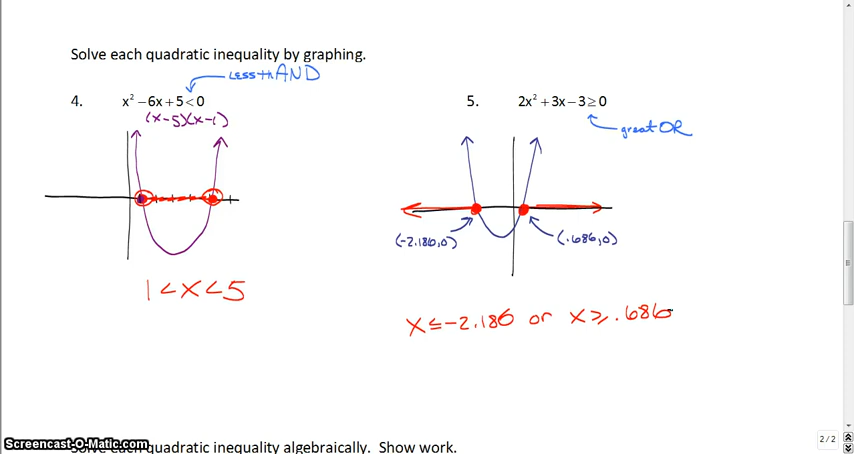 Solve each quadratic inequality by graphing.
Less thAND
4. x² – 6x + 5 < 0
(x-5)(x-1)
1 < x < 5
5. 2x² + 3x – 3 ≥ 0
greatOR
(-2.186,0)
(.686,0)
x ≤ -2.186 or x ≥ .686
2 / 2
Screencast-O-Matic.com
quadratic inequality algebraically. Show work.